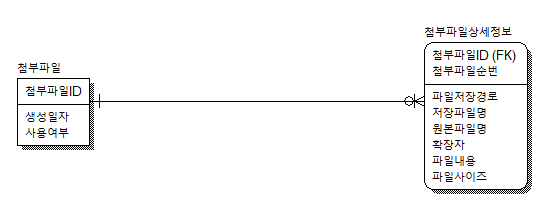 첨부파일
첨부파일ID
생성일자
사용여부
첨부파일상세정보
첨부파일ID (FK)
첨부파일순번
파일저장경로
저장파일명
원본파일명
확장자
파일내용
파일사이즈